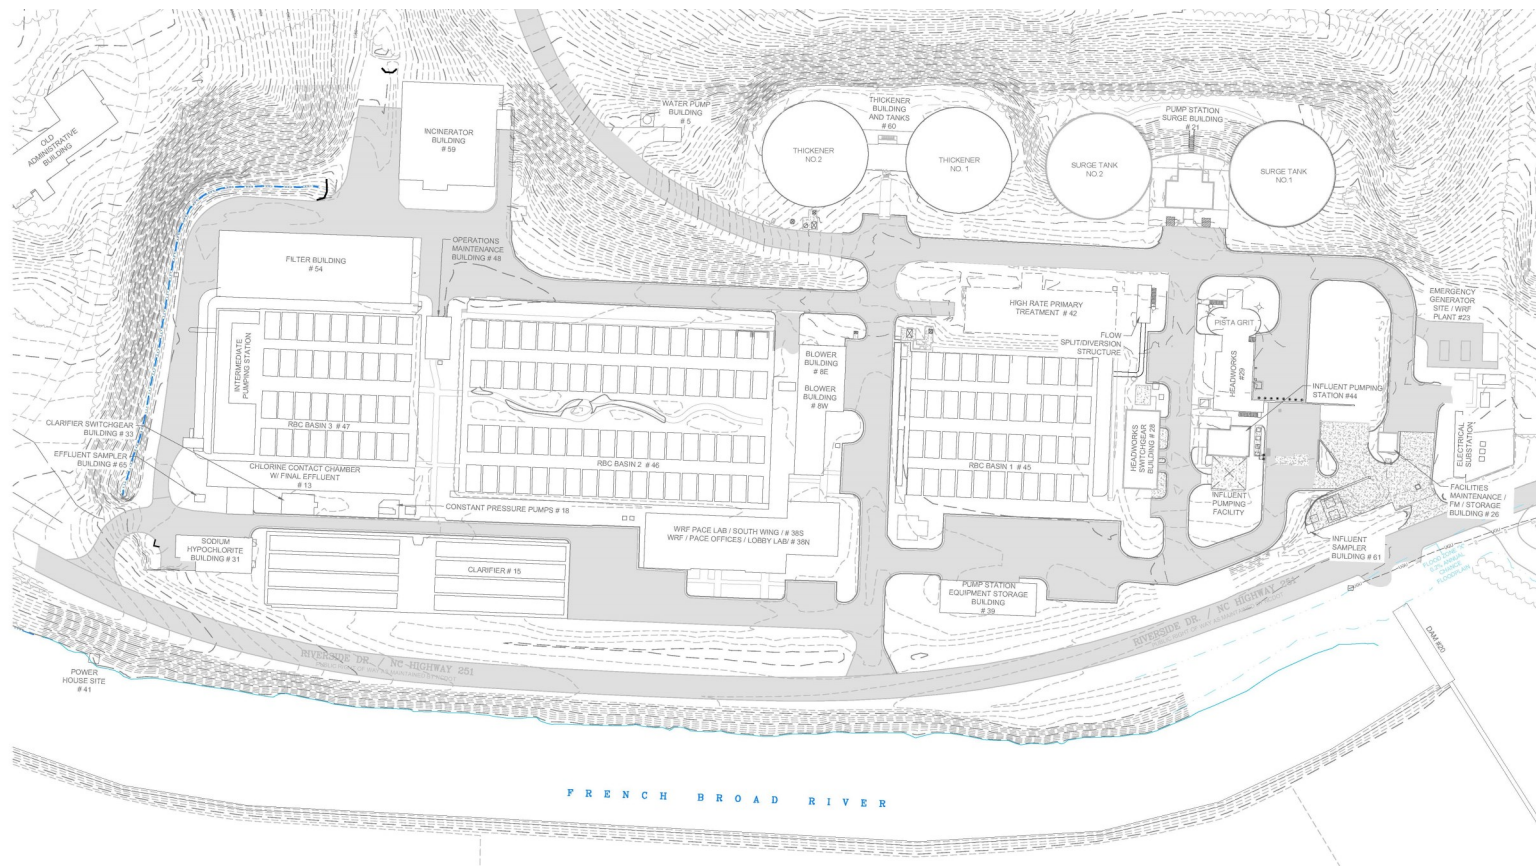 OLD
ADMINISTRATIVE
BUILDING
INCINERATOR
BUILDING
# 59
WATER PUMP
BUILDING
# 5
THICKENER
BUILDING
AND TANKS
# 60
THICKENER
NO.2
THICKENER
NO. 1
PUMP STATION
SURGE BUILDING
# 21
SURGE TANK
NO.2
SURGE TANK
NO.1
OPERATIONS
MAINTENANCE
BUILDING # 48
FILTER BUILDING
# 54
INTERMEDIATE
PUMPING STATION
HIGH RATE PRIMARY
TREATMENT # 42
FLOW
SPLIT/DIVERSION
STRUCTURE
PISTA GRIT
HEADWORKS
#29
EMERGENCY
GENERATOR
SITE / WRF
PLANT #23
BLOWER
BUILDING
# 8E
BLOWER
BUILDING
# 8W
INFLUENT PUMPING
STATION #44
CLARIFIER SWITCHGEAR
BUILDING # 33
EFFLUENT SAMPLER
BUILDING # 65
RBC BASIN 3 # 47
RBC BASIN 2 # 46
RBC BASIN 1 # 45
HEADWORKS
SWITCHGEAR
BUILDING # 28
ELECTRICAL
SUBSTATION
CHLORINE CONTACT CHAMBER
W/ FINAL EFFLUENT
# 13
CONSTANT PRESSURE PUMPS # 18
INFLUENT
PUMPING
FACILITY
FACILITIES
MAINTENANCE /
FM / STORAGE
BUILDING # 26
WRF PACE LAB / SOUTH WING / # 38S
WRF / PACE OFFICES / LOBBY LAB/ # 38N
SODIUM
HYPOCHLORITE
BUILDING # 31
CLARIFIER # 15
INFLUENT
SAMPLER
BUILDING # 61
PUMP STATION
EQUIPMENT STORAGE
BUILDING
# 39
RIVERSIDE DR. / NC HIGHWAY 251
RIVERSIDE DR. / NC HIGHWAY 251
DAM #20
POWER
HOUSE SITE
# 41
FRENCH BROAD RIVER